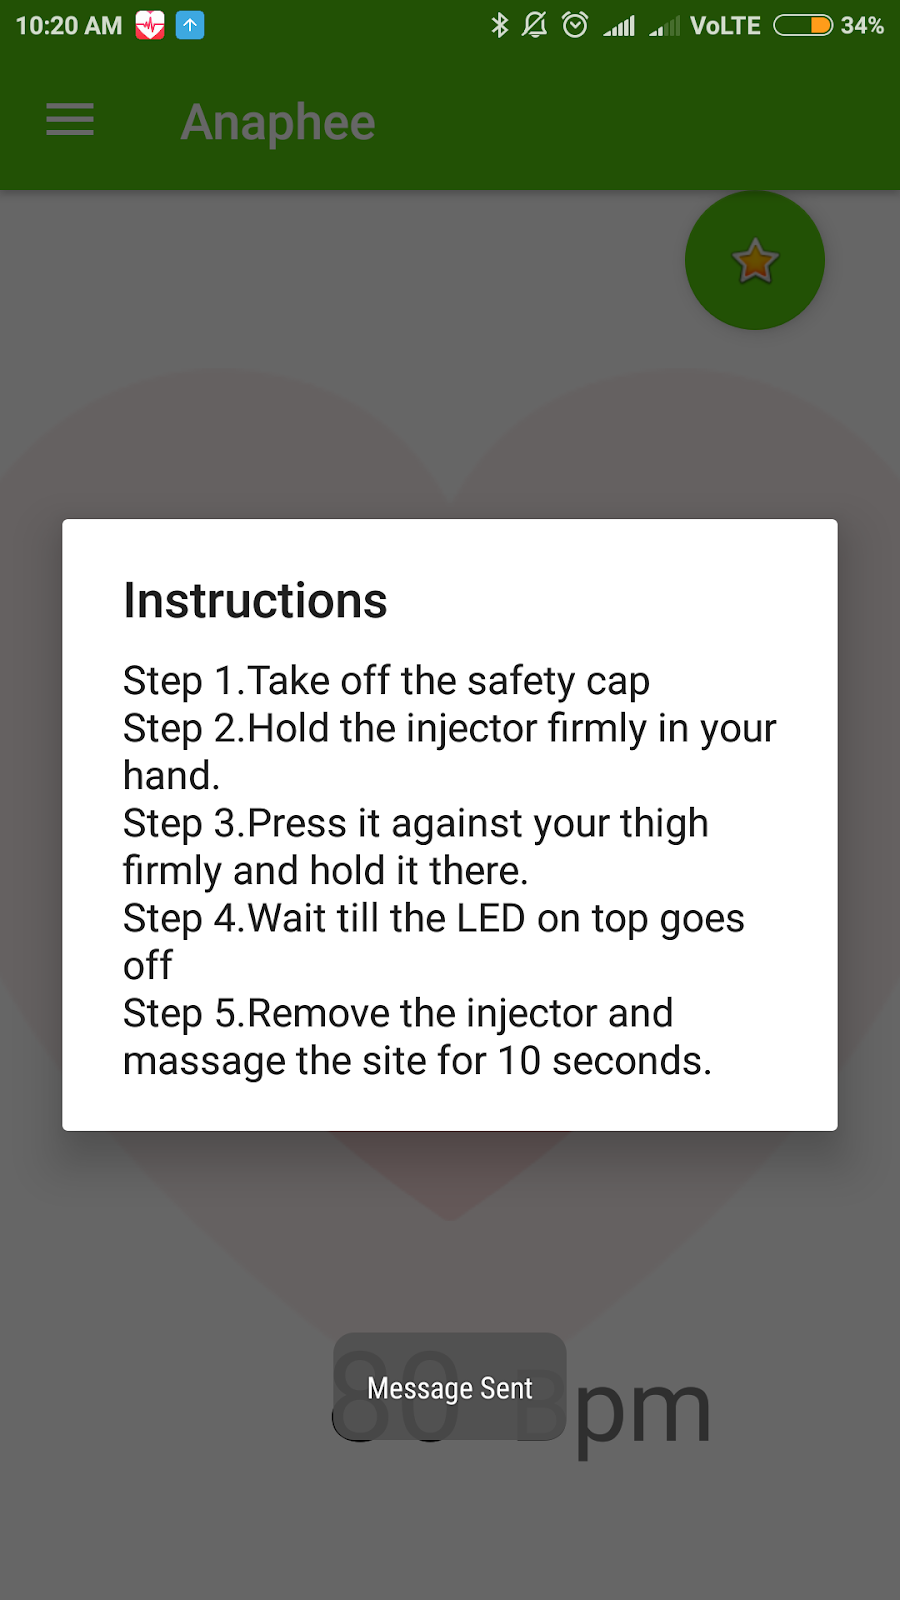 10:20 AM VoLTE 34%
Anaphee
Instructions
Step 1.Take off the safety cap
Step 2.Hold the injector firmly in your
hand.
Step 3.Press it against your thigh
firmly and hold it there.
Step 4.Wait till the LED on top goes
off
Step 5.Remove the injector and
massage the site for 10 seconds.
Message Sent
80 Bpm